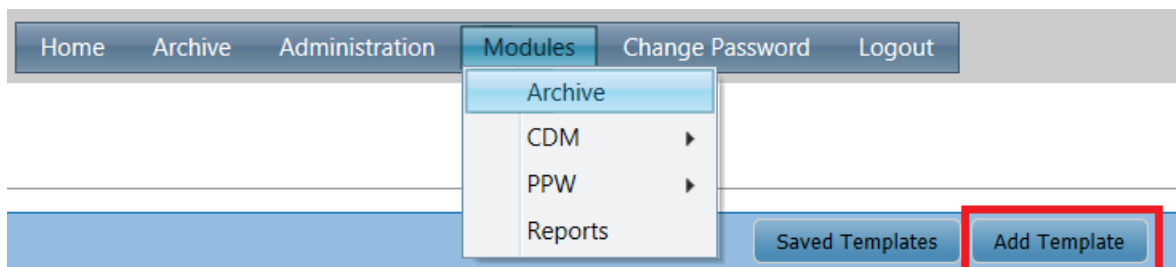 Home Archive Administration Modules Change Password Logout
Archive
CDM
PPW
Reports
Saved Templates Add Template